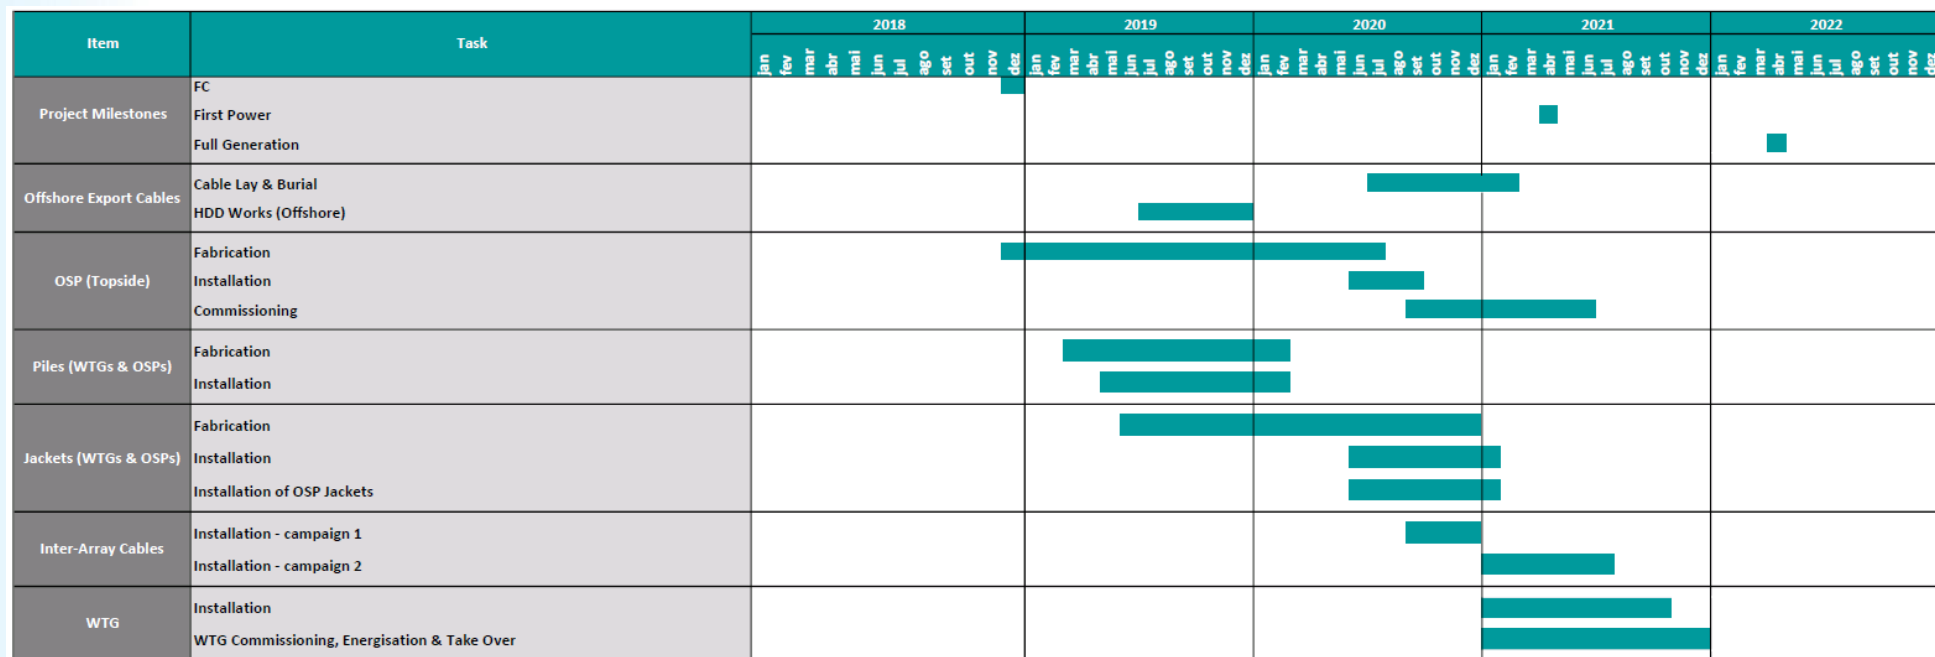 Item Task 2018 2019 2020 2021 2022
jan fev mar abr mai jun jul ago set out nov dez jan fev mar abr mai jun jul ago set out nov dez jan fev mar abr mai jun jul ago set out nov dez jan fev mar abr mai jun jul ago set out nov dez jan fev mar abr mai jun jul ago set out nov dez
Project Milestones
FC
First Power
Full Generation
Offshore Export Cables
Cable Lay & Burial
HDD Works (Offshore)
OSP (Topside)
Fabrication
Installation
Commissioning
Piles (WTGs & OSPs)
Fabrication
Installation
Jackets (WTGs & OSPs)
Fabrication
Installation
Installation of OSP Jackets
Inter-Array Cables
Installation - campaign 1
Installation - campaign 2
WTG
Installation
WTG Commissioning, Energisation & Take Over